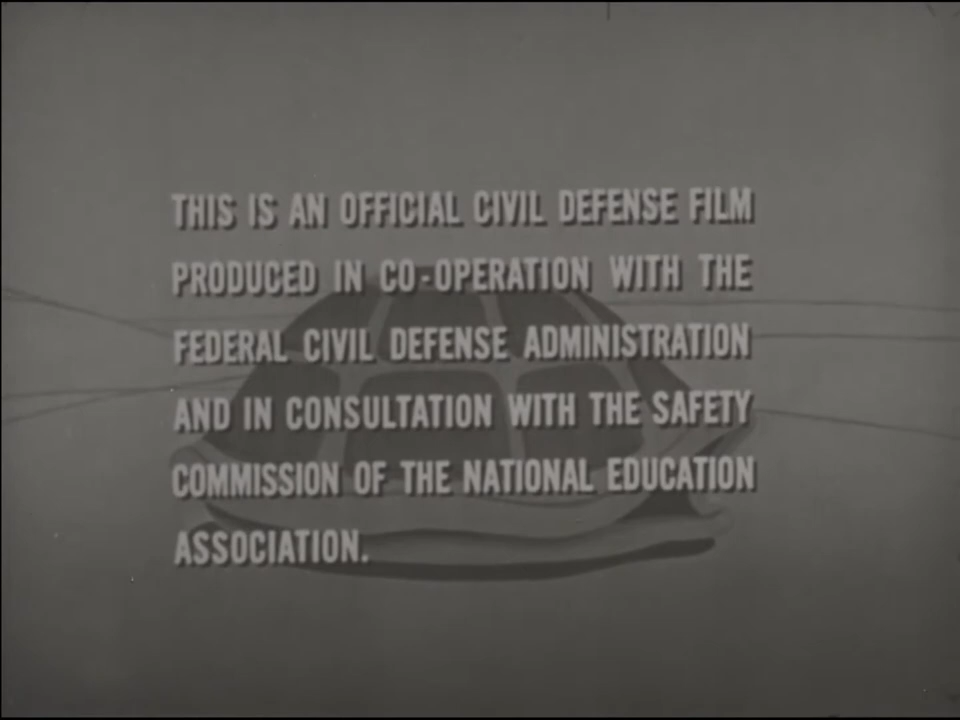 THIS IS AN OFFICIAL CIVIL DEFENSE FILM
PRODUCED IN CO-OPERATION WITH THE
FEDERAL CIVIL DEFENSE ADMINISTRATION
AND IN CONSULTATION WITH THE SAFETY
COMMISSION OF THE NATIONAL EDUCATION
ASSOCIATION.